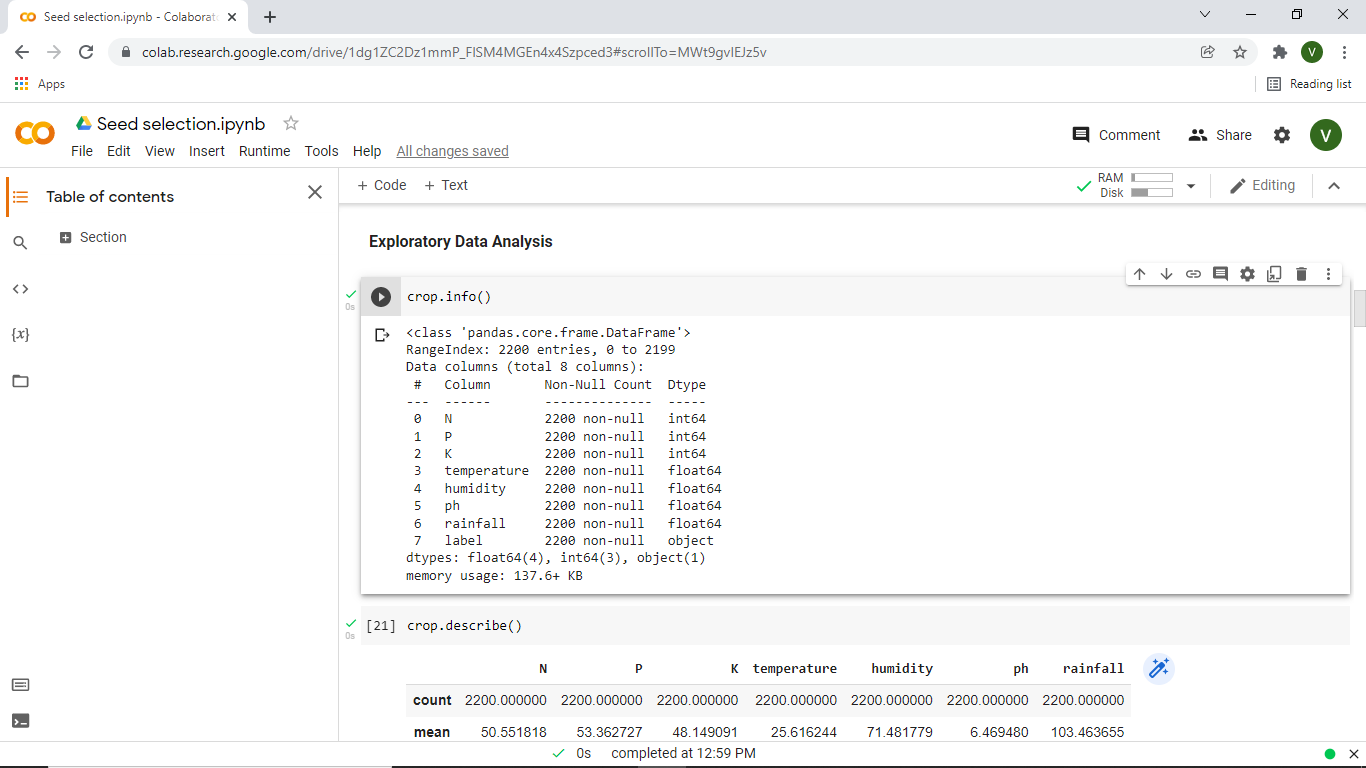 Seed selection.ipynb - Colaborat
colab.research.google.com/drive/1dg1ZC2Dz1mmP_FlSM4MGEn4x4Szpced3#scrollTo=MWt9gvIEJz5v
V
Apps
Reading list
Seed selection.ipynb
File Edit View Insert Runtime Tools Help All changes saved
Comment Share V
Table of contents
Section
{x}
+ Code + Text
RAM
Disk
Editing
Exploratory Data Analysis
0s
crop.info()
<class 'pandas.core.frame.DataFrame'>
RangeIndex: 2200 entries, 0 to 2199
Data columns (total 8 columns):
# Column Non-Null Count Dtype
--- ------ -------------- -----
0 N 2200 non-null int64
1 P 2200 non-null int64
2 K 2200 non-null int64
3 temperature 2200 non-null float64
4 humidity 2200 non-null float64
5 ph 2200 non-null float64
6 rainfall 2200 non-null float64
7 label 2200 non-null object
dtypes: float64(4), int64(3), object(1)
memory usage: 137.6+ KB
0s
[21] crop.describe()
N P K temperature humidity ph rainfall
count 2200.000000 2200.000000 2200.000000 2200.000000 2200.000000 2200.000000 2200.000000
mean 50.551818 53.362727 48.149091 25.616244 71.481779 6.469480 103.463655
0s completed at 12:59 PM